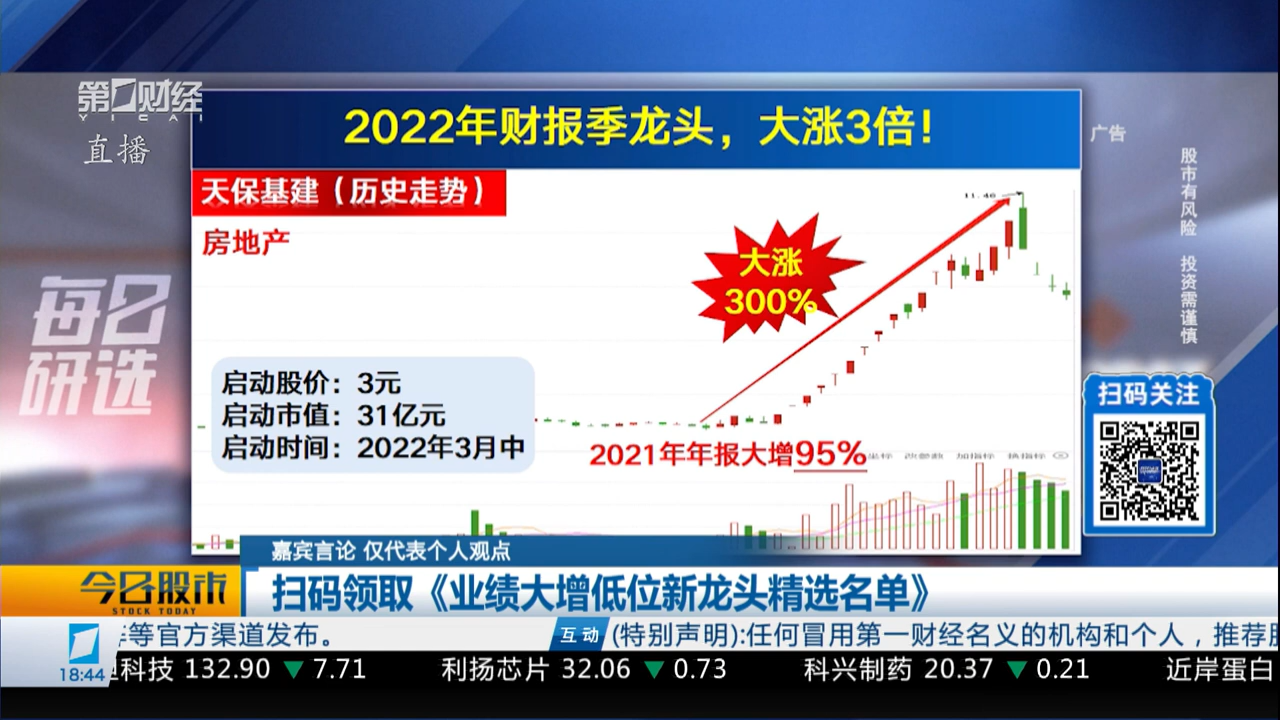 第一财经
YICAI
直播
2022年财报季龙头，大涨3倍！
广告
股市有风险 投资需谨慎
天保基建（历史走势）
房地产
11.48
大涨
300%
每日
研选
启动股价：3元
启动市值：31亿元
启动时间：2022年3月中
2021年年报大增95%
扫码关注
嘉宾言论 仅代表个人观点
今日股市
STOCK TODAY
扫码领取《业绩大增低位新龙头精选名单》
等官方渠道发布。
互动
(特别声明):任何冒用第一财经名义的机构和个人，推荐
18:44
科技 132.90 ▼ 7.71
利扬芯片 32.06 ▼ 0.73
科兴制药 20.37 ▼ 0.21
近岸蛋白